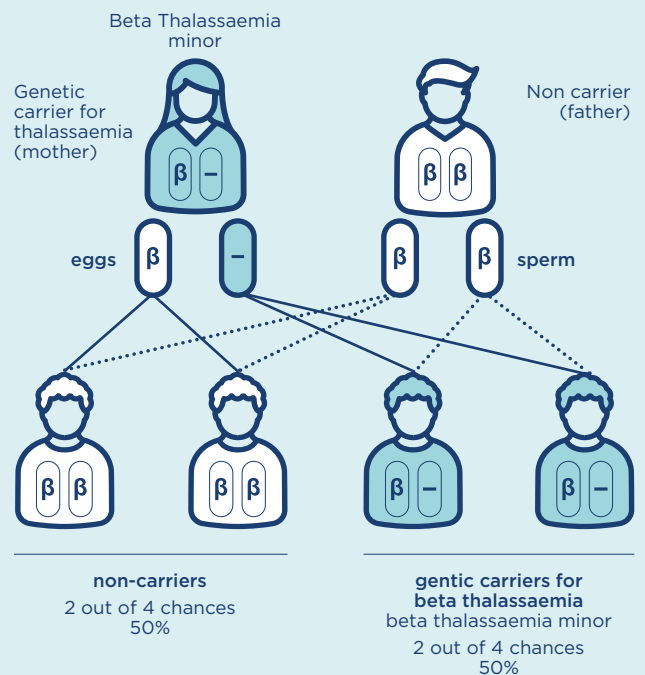 Beta Thalassaemia
minor
Genetic
carrier for
thalassaemia
(mother)
Non carrier
(father)
β –
β β
eggs
β
–
β
β
sperm
β β
β β
β –
β –
non-carriers
2 out of 4 chances
50%
gentic carriers for
beta thalassaemia
beta thalassaemia minor
2 out of 4 chances
50%